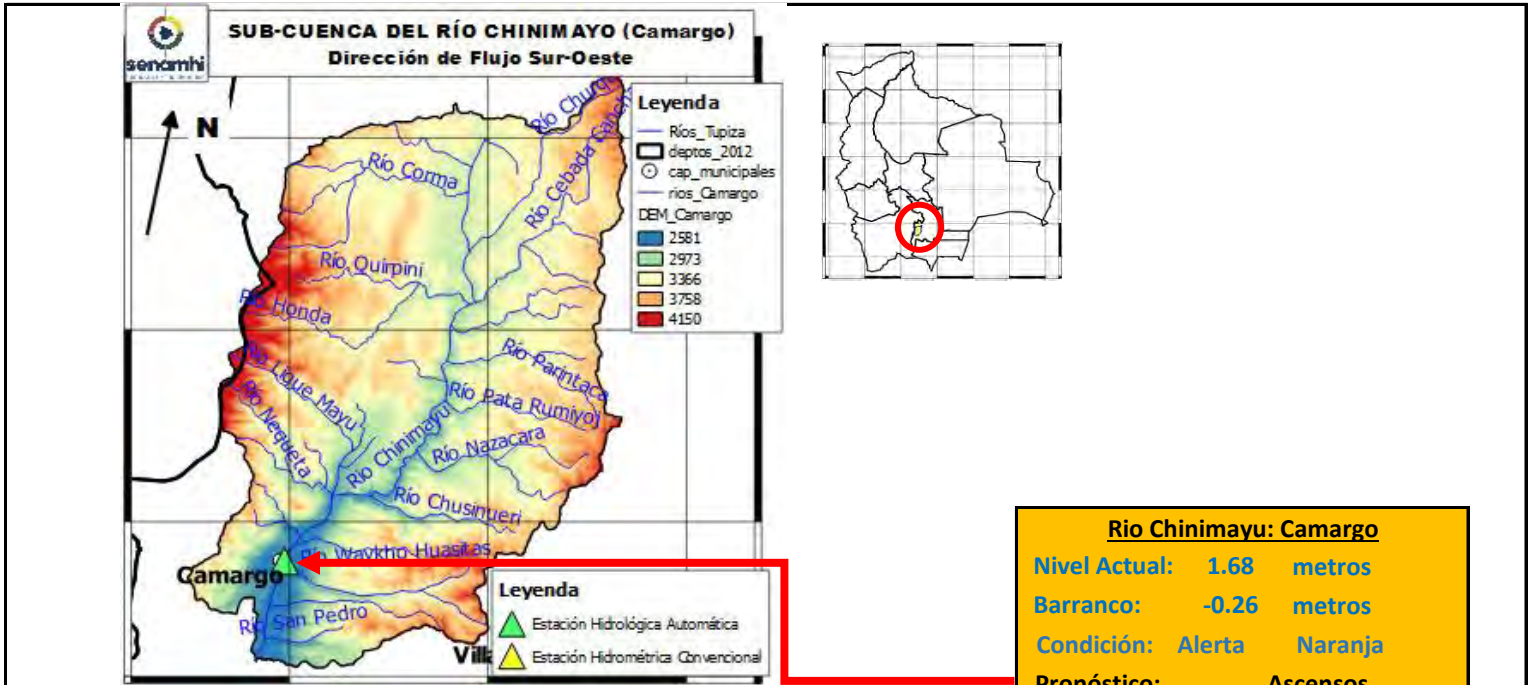 senamhi
SUB-CUENCA DEL RÍO CHINIMAYO (Camargo)
Dirección de Flujo Sur-Oeste
N
Leyenda
Ríos_Tupiza
deptos_2012
cap_municipales
rios_Camargo
DEM_Camargo
2581
2973
3366
3758
4150
Río Corma
Río Cebada
Río Quirpini
Río Honda
Río Lique Mayu
Río Nequeta
Río Chinimayu
Río Parintaca
Río Pata Rumiyoj
Río Nazacara
Río Chusinueri
Río Waykho Huasitas
Camargo
Río San Pedro
Leyenda
Estación Hidrológica Automática
Estación Hidrométrica Convencional
Rio Chinimayu: Camargo
Nivel Actual: 1.68 metros
Barranco: -0.26 metros
Condición: Alerta Naranja
Pronóstico: Ascensos